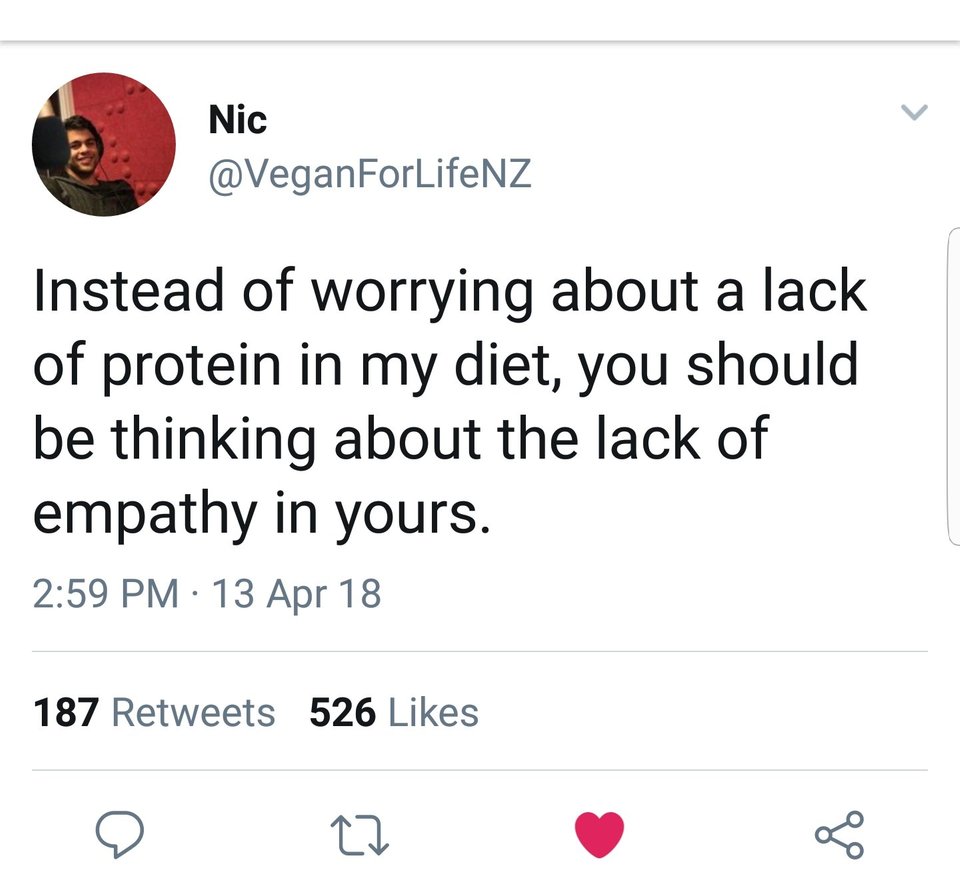 Nic
@VeganForLifeNZ
Instead of worrying about a lack
of protein in my diet, you should
be thinking about the lack of
empathy in yours.
2:59 PM · 13 Apr 18
187 Retweets 526 Likes